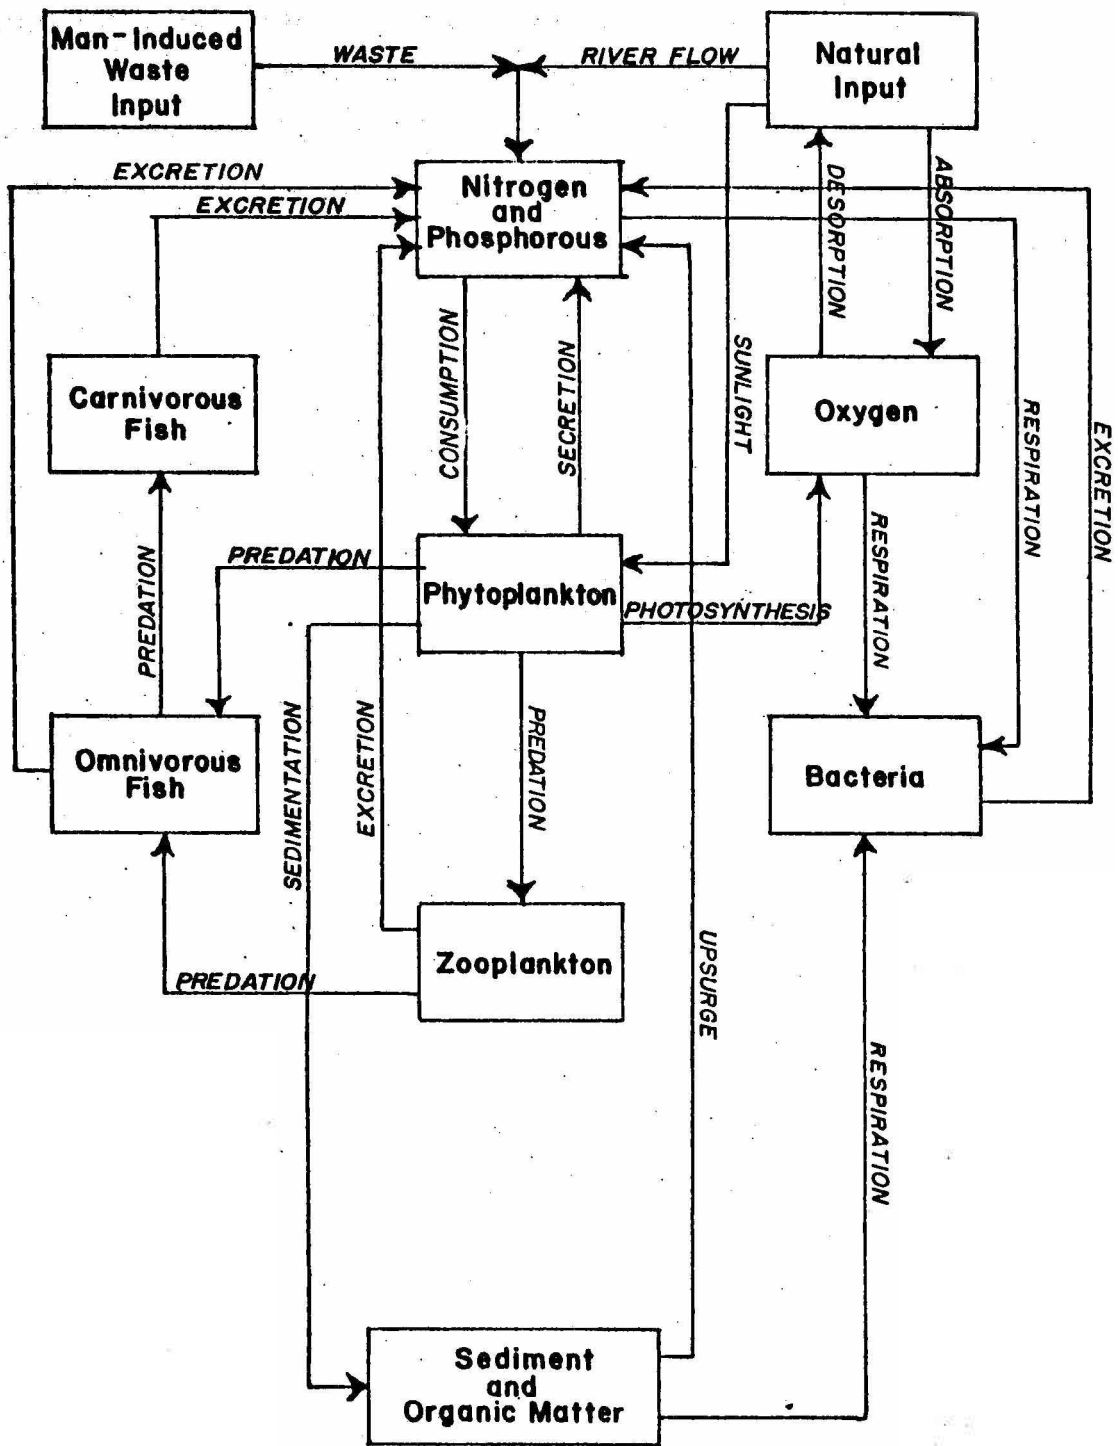 Man-Induced
Waste
Input
WASTE
RIVER FLOW
Natural
Input
EXCRETION
EXCRETION
Nitrogen
and
Phosphorous
DESORPTION
ABSORPTION
CONSUMPTION
SECRETION
SUNLIGHT
Carnivorous
Fish
Oxygen
RESPIRATION
EXCRETION
PREDATION
PREDATION
Phytoplankton
PHOTOSYNTHESIS
RESPIRATION
Omnivorous
Fish
SEDIMENTATION
EXCRETION
PREDATION
Bacteria
PREDATION
Zooplankton
UPSURGE
RESPIRATION
Sediment
and
Organic Matter